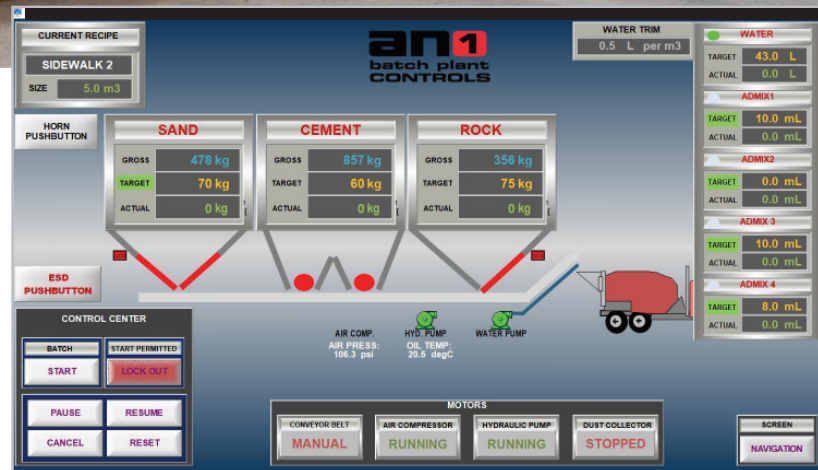 CURRENT RECIPE
SIDEWALK 2
SIZE 5.0 m3
an1
batch plant
CONTROLS
WATER TRIM
0.5 L per m3
WATER
TARGET 43.0 L
ACTUAL 0.0 L
ADMIX1
TARGET 10.0 mL
ACTUAL 0.0 mL
ADMIX2
TARGET 0.0 mL
ACTUAL 0.0 mL
ADMIX 3
TARGET 10.0 mL
ACTUAL 0.0 mL
ADMIX 4
TARGET 8.0 mL
ACTUAL 0.0 mL
HORN
PUSHBUTTON
SAND
GROSS 478 kg
TARGET 70 kg
ACTUAL 0 kg
CEMENT
GROSS 857 kg
TARGET 60 kg
ACTUAL 0 kg
ROCK
GROSS 356 kg
TARGET 75 kg
ACTUAL 0 kg
ESD
PUSHBUTTON
AIR COMP.
AIR PRESS:
106.3 psi
HYD. PUMP
OIL TEMP:
20.5 degC
WATER PUMP
CONTROL CENTER
BATCH
START
START PERMITTED
LOCK OUT
PAUSE
RESUME
CANCEL
RESET
MOTORS
CONVEYOR BELT
MANUAL
AIR COMPRESSOR
RUNNING
HYDRAULIC PUMP
RUNNING
DUST COLLECTOR
STOPPED
SCREEN
NAVIGATION